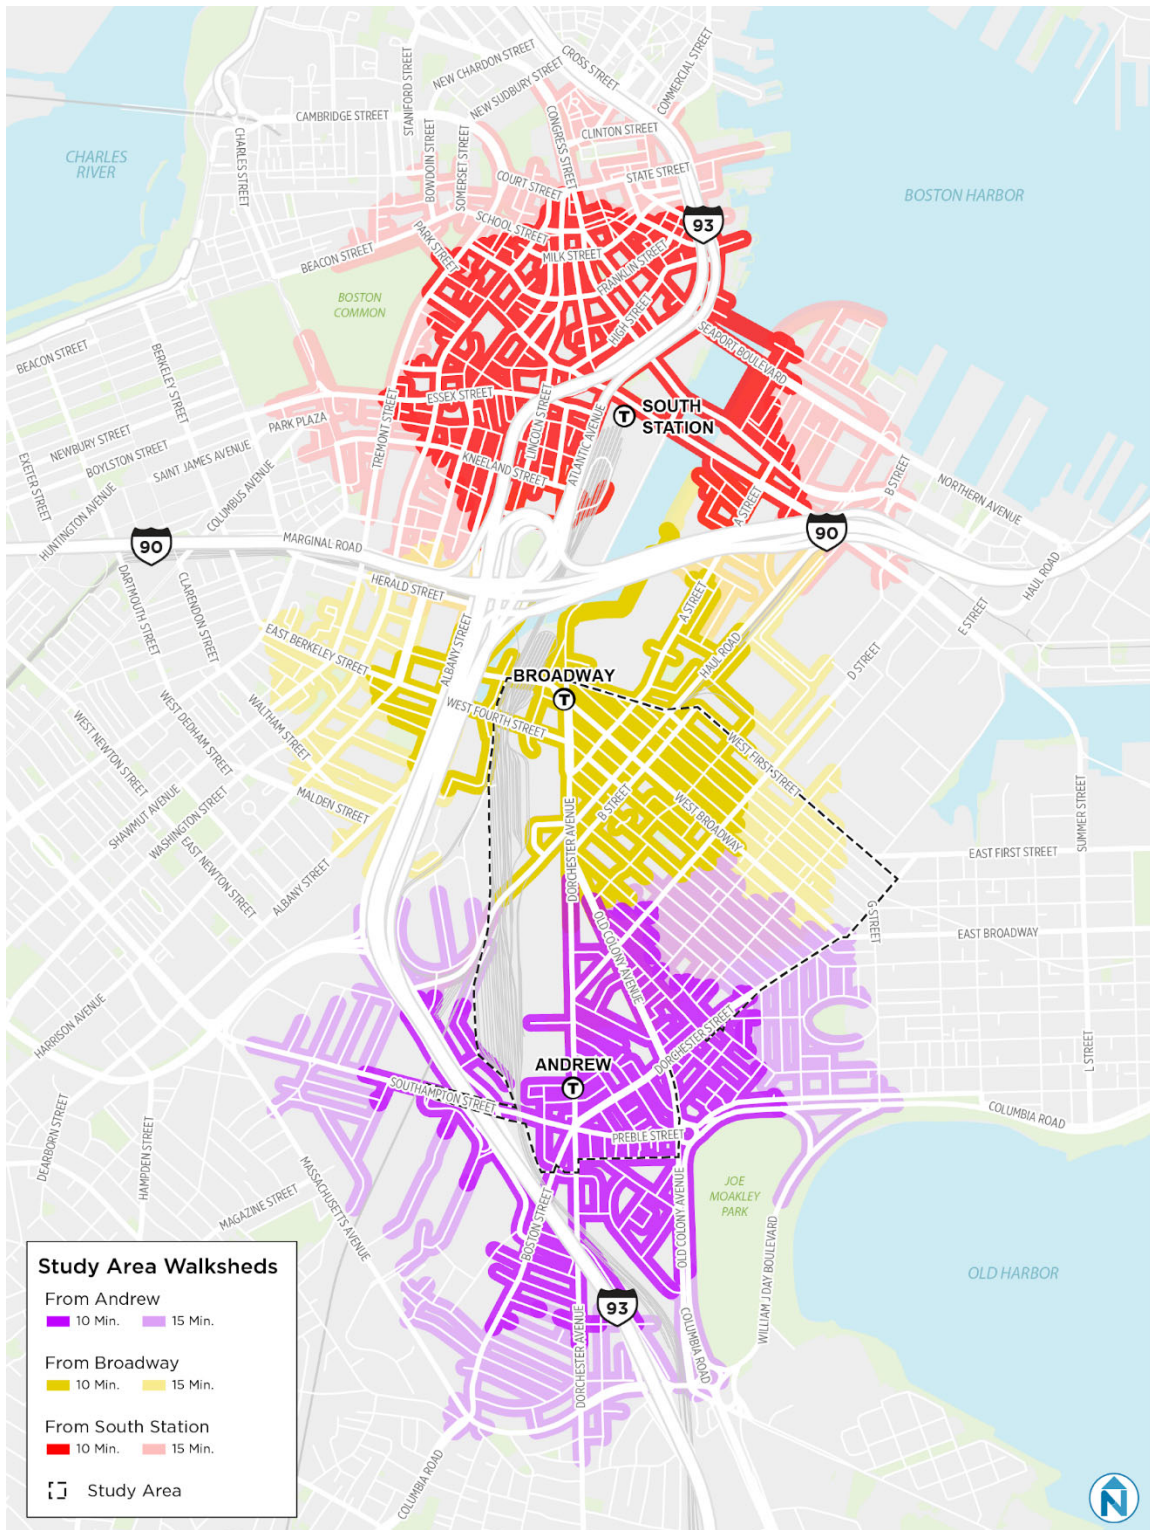 CROSS STREET
COMMERCIAL STREET
NEW CHARDON STREET
STANIFORD STREET
NEW SUDBURY STREET
CAMBRIDGE STREET
CONGRESS STREET
CLINTON STREET
CHARLES STREET
BOWDOIN STREET
SOMERSET STREET
CHARLES
RIVER
STATE STREET
COURT STREET
BOSTON HARBOR
SCHOOL STREET
93
PARK STREET
MILK STREET
BEACON STREET
FRANKLIN STREET
BOSTON
COMMON
HIGH STREET
SEAPORT BOULEVARD
BEACON STREET
BERKELEY STREET
ESSEX STREET
T
SOUTH
STATION
PARK PLAZA
TREMONT STREET
LINCOLN STREET
ATLANTIC AVENUE
NEWBURY STREET
BOYLSTON STREET
SAINT JAMES AVENUE
KNEELAND STREET
EXETER STREET
HUNTINGTON AVENUE
COLUMBUS AVENUE
B STREET
NORTHERN AVENUE
A STREET
90
MARGINAL ROAD
90
HERALD STREET
HAUL ROAD
DARTMOUTH STREET
CLARENDON STREET
A STREET
E STREET
EAST BERKELEY STREET
ALBANY STREET
HAUL ROAD
D STREET
BROADWAY
T
WEST FOURTH STREET
WALTHAM STREET
WEST DEDHAM STREET
WEST NEWTON STREET
WEST FIRST STREET
MALDEN STREET
B STREET
WEST BROADWAY
SHAWMUT AVENUE
WASHINGTON STREET
EAST NEWTON STREET
ALBANY STREET
DORCHESTER AVENUE
SUMMER STREET
EAST FIRST STREET
G STREET
EAST BROADWAY
OLD COLONY AVENUE
HARRISON AVENUE
DORCHESTER STREET
L STREET
ANDREW
T
SOUTHAMPTON STREET
COLUMBIA ROAD
PREBLE STREET
DEARBORN STREET
HAMPDEN STREET
MAGAZINE STREET
MASSACHUSETTS AVENUE
JOE
MOAKLEY
PARK
BOSTON STREET
OLD COLONY AVENUE
WILLIAM J DAY BOULEVARD
OLD HARBOR
93
DORCHESTER AVENUE
COLUMBIA ROAD
COLUMBIA ROAD
Study Area Walksheds
From Andrew
10 Min. 15 Min.
From Broadway
10 Min. 15 Min.
From South Station
10 Min. 15 Min.
Study Area
N